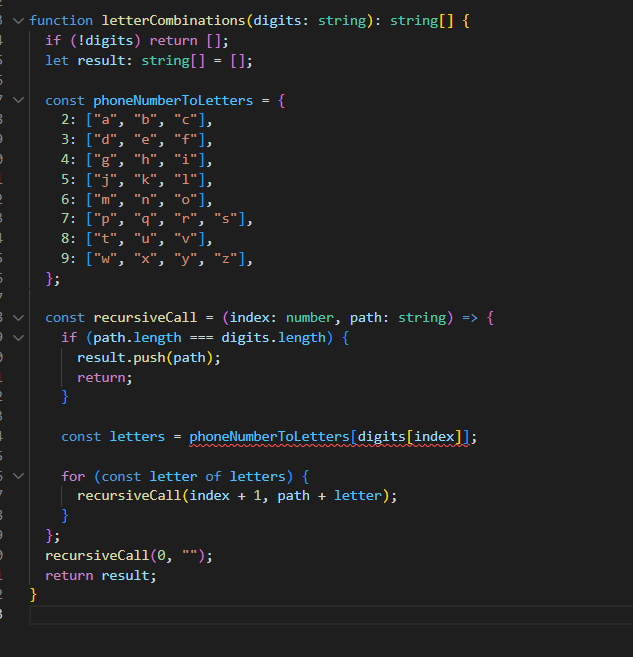 function letterCombinations(digits: string): string[] {
  if (!digits) return [];
  let result: string[] = [];

  const phoneNumberToLetters = {
    2: ["a", "b", "c"],
    3: ["d", "e", "f"],
    4: ["g", "h", "i"],
    5: ["j", "k", "l"],
    6: ["m", "n", "o"],
    7: ["p", "q", "r", "s"],
    8: ["t", "u", "v"],
    9: ["w", "x", "y", "z"],
  };

  const recursiveCall = (index: number, path: string) => {
    if (path.length === digits.length) {
      result.push(path);
      return;
    }

    const letters = phoneNumberToLetters[digits[index]];

    for (const letter of letters) {
      recursiveCall(index + 1, path + letter);
    }
  };
  recursiveCall(0, "");
  return result;
}